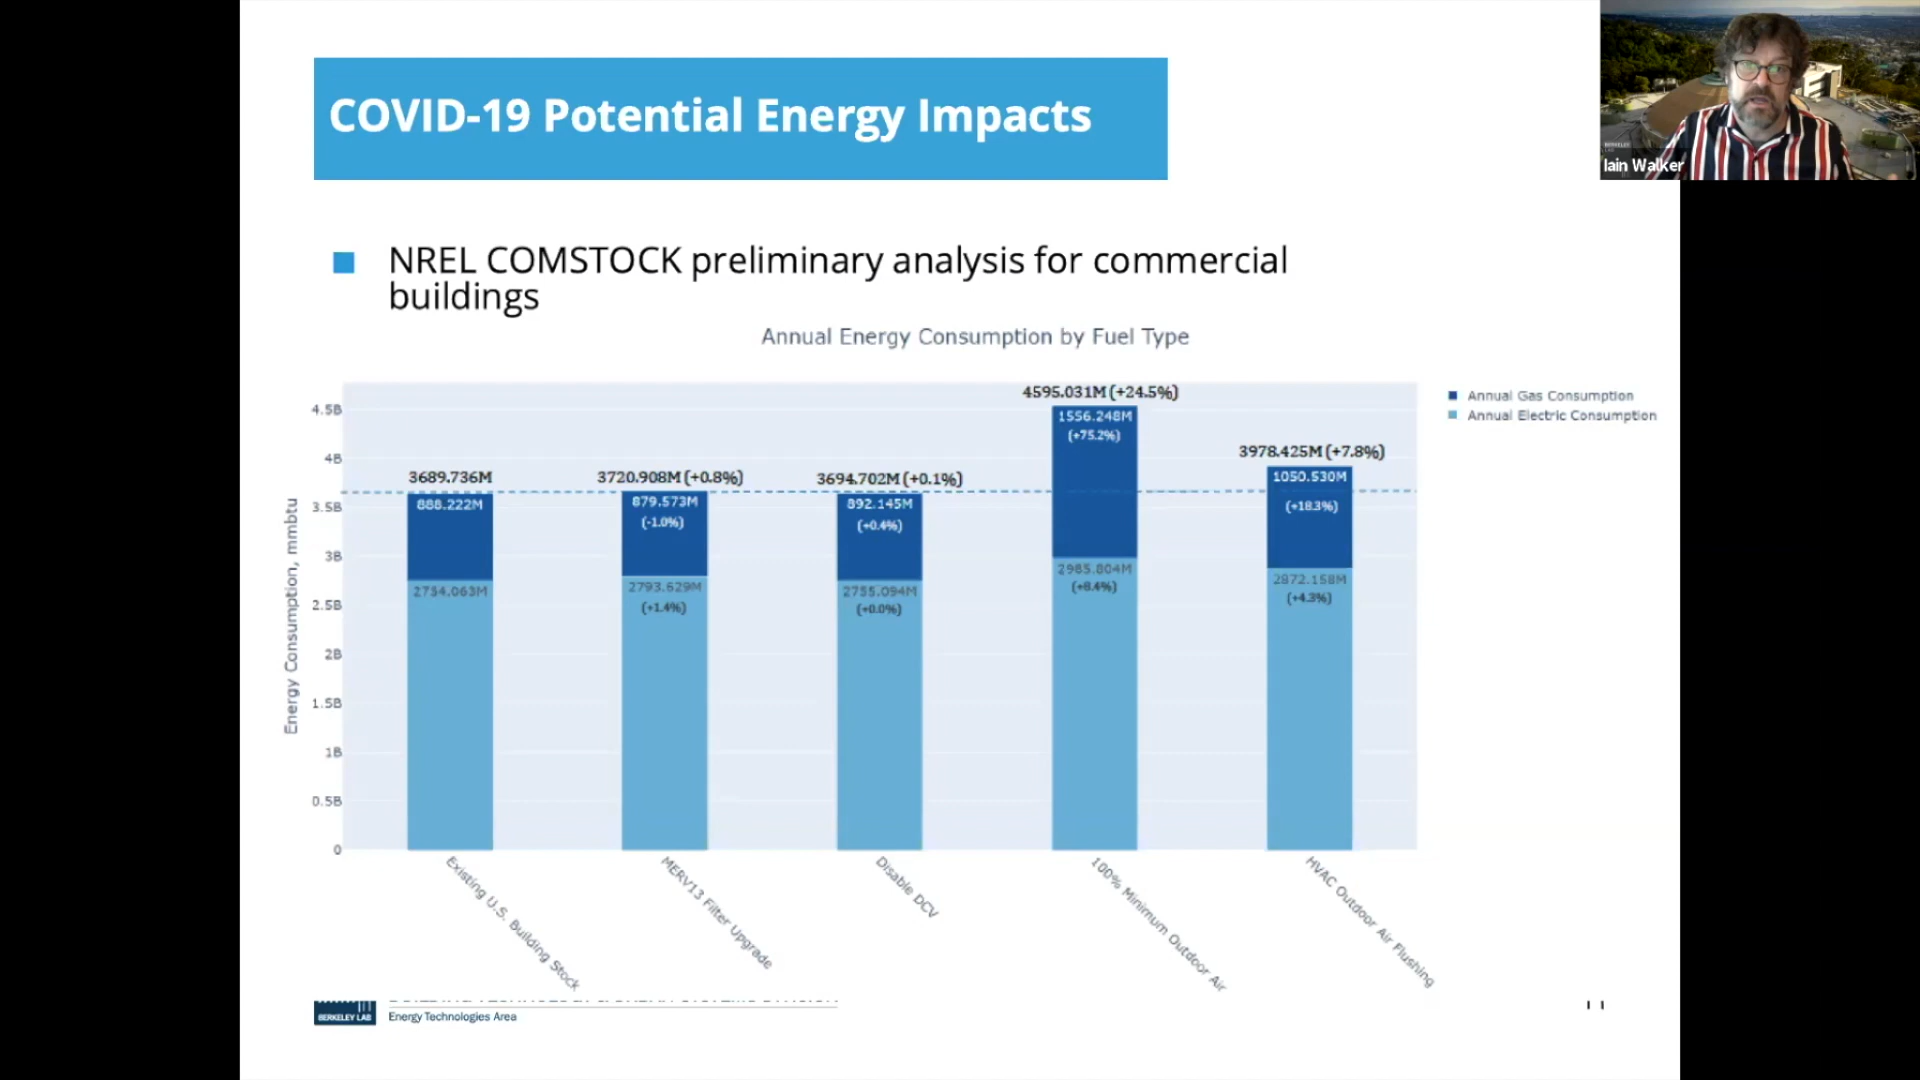 COVID-19 Potential Energy Impacts
Iain Walker
NREL COMSTOCK preliminary analysis for commercial
buildings
Annual Energy Consumption by Fuel Type
Annual Gas Consumption
Annual Electric Consumption
Energy Consumption, mmbtu
4.5B
4B
3.5B
3B
2.5B
2B
1.5B
1B
0.5B
0
3689.736M
888.222M
2754.063M
3720.908M (+0.8%)
879.573M
(-1.0%)
2793.629M
(+1.4%)
3694.702M (+0.1%)
892.145M
(+0.4%)
2755.094M
(+0.0%)
4595.031M (+24.5%)
1556.248M
(+75.2%)
2985.804M
(+8.4%)
3978.425M (+7.8%)
1050.530M
(+18.3%)
2872.158M
(+4.3%)
Existing U.S. Building Stock
MERV13 Filter Upgrade
Disable DCV
100% Minimum Outdoor Air
HVAC Outdoor Air Flushing
BERKELEY LAB
Energy Technologies Area